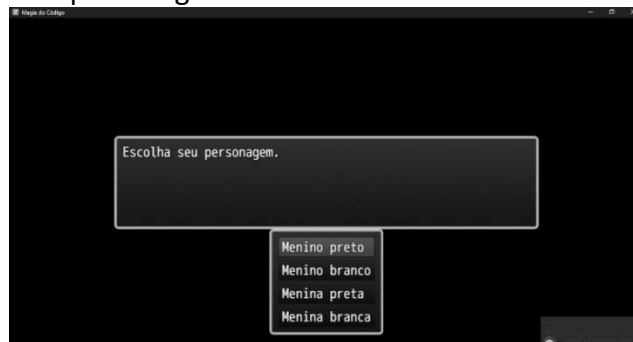 Magia do Código
Escolha seu personagem.
Menino preto
Menino branco
Menina preta
Menina branca